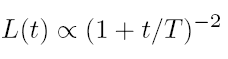 L(t) ∝ (1 + t/T)⁻²